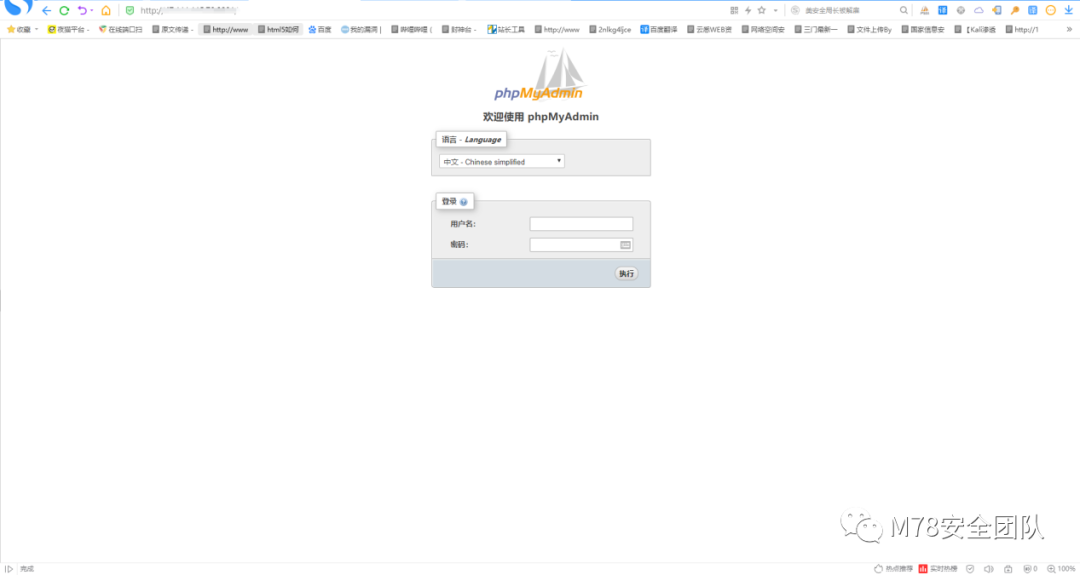 http://
美安全局长被解雇
收藏 夜猫平台 - 在线端口扫 原文传递 - http://www html5如何 百度 我的漏洞 | 哔哩哔哩 ( 封神台 - 站长工具 http://www 2nlkg4ljce 百度翻译 云悉WEB资 网络空间安 三门最新一 文件上传By 国家信息安 【Kali渗透 http://1 »
phpMyAdmin
欢迎使用 phpMyAdmin
语言 - Language
中文 - Chinese simplified
登录
用户名:
密码:
执行
M78安全团队
完成 热点推荐 实时热搜 0 100%